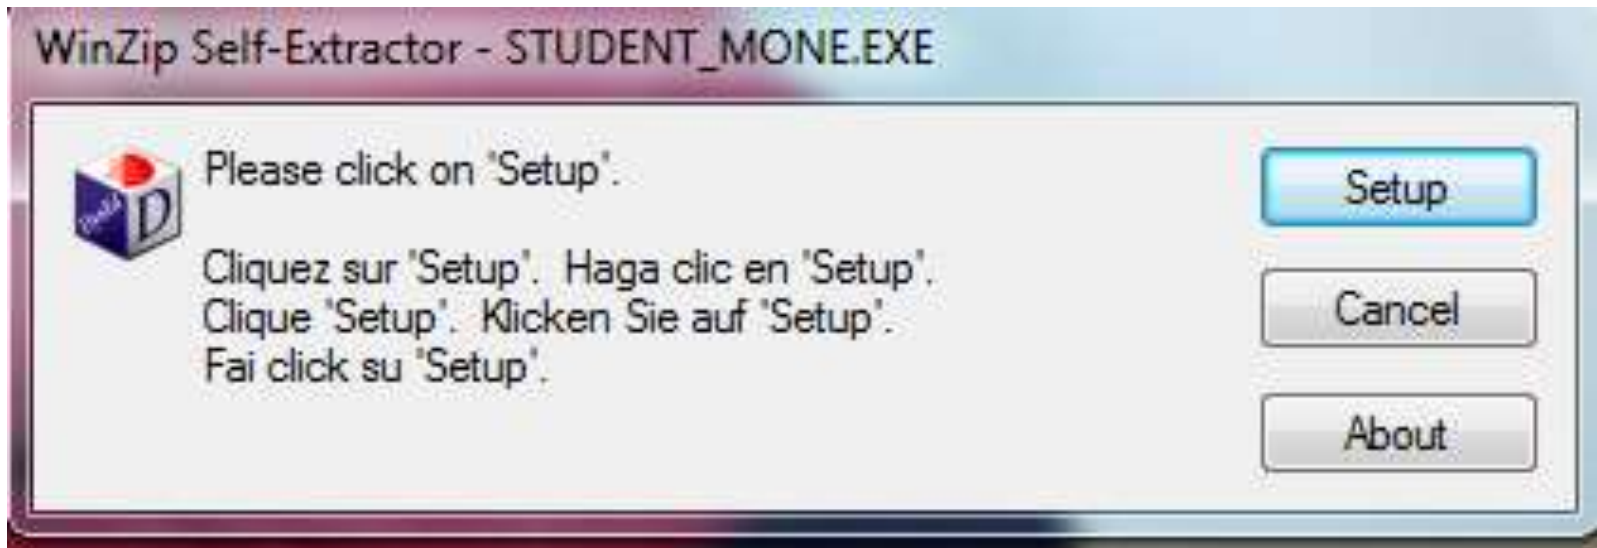 WinZip Self-Extractor - STUDENT_MONE.EXE
Please click on 'Setup'.
Cliquez sur 'Setup'.  Haga clic en 'Setup'.
Clique 'Setup'.  Klicken Sie auf 'Setup'.
Fai click su 'Setup'.
Setup
Cancel
About
D